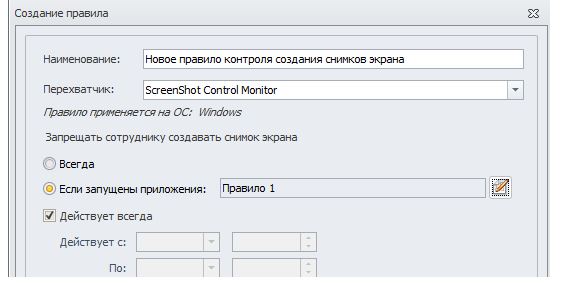 Создание правила
Наименование: Новое правило контроля создания снимков экрана
Перехватчик: ScreenShot Control Monitor
Правило применяется на ОС: Windows
Запрещать сотруднику создавать снимок экрана
Всегда
Если запущены приложения: Правило 1
Действует всегда
Действует с:
По: